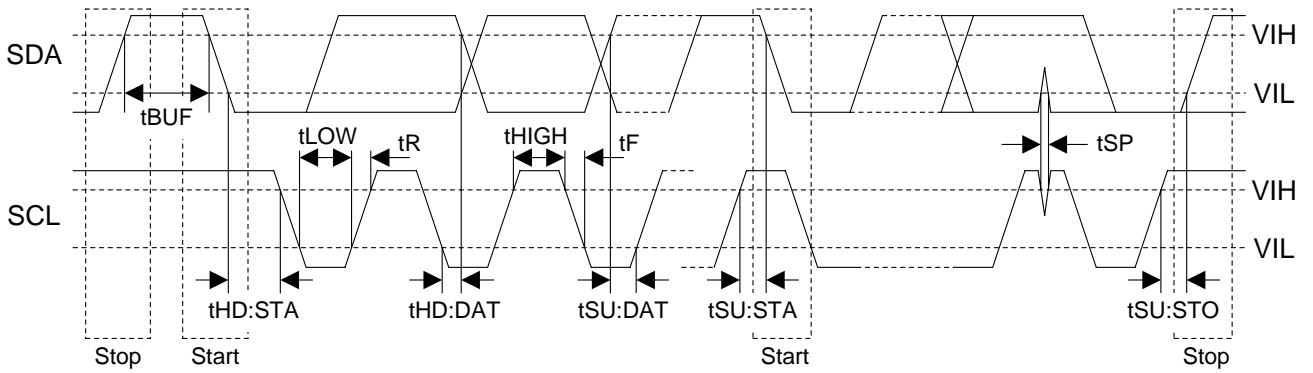 SDA
VIH
VIL
tBUF
tLOW
tR
tHIGH
tF
tSP
SCL
VIH
VIL
tHD:STA
tHD:DAT
tSU:DAT
tSU:STA
tSU:STO
Stop
Start
Start
Stop